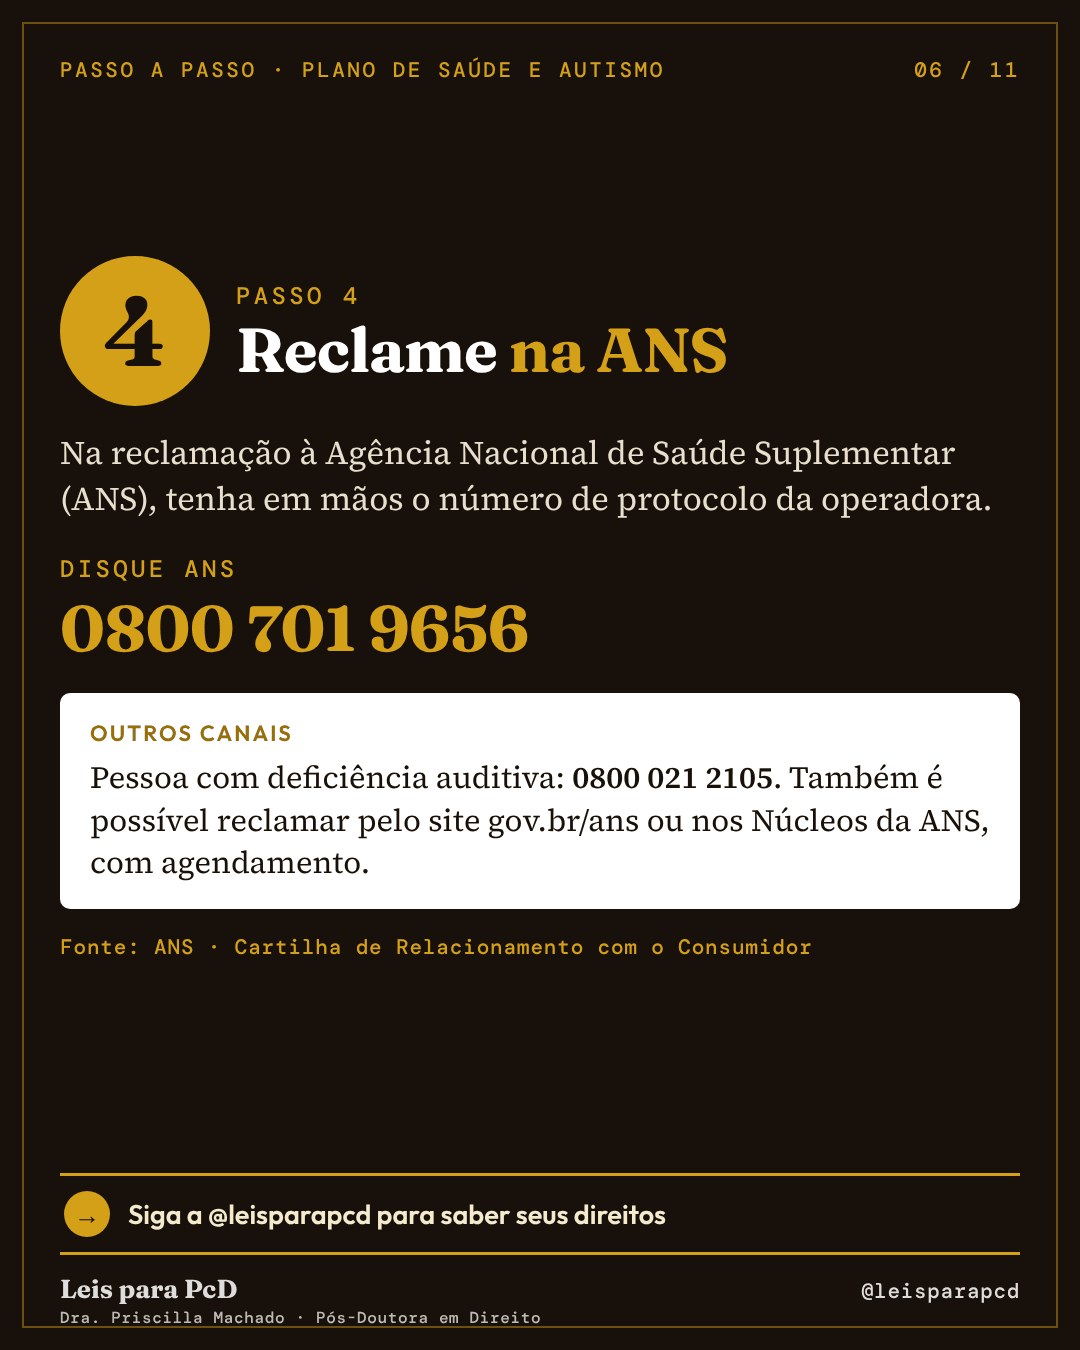 PASSO A PASSO · PLANO DE SAÚDE E AUTISMO
06 / 11
4
PASSO 4
Reclame na ANS
Na reclamação à Agência Nacional de Saúde Suplementar
(ANS), tenha em mãos o número de protocolo da operadora.
DISQUE ANS
0800 701 9656
OUTROS CANAIS
Pessoa com deficiência auditiva: 0800 021 2105. Também é
possível reclamar pelo site gov.br/ans ou nos Núcleos da ANS,
com agendamento.
Fonte: ANS · Cartilha de Relacionamento com o Consumidor
→ Siga a @leisparapcd para saber seus direitos
Leis para PcD
@leisparapcd
Dra. Priscilla Machado · Pós-Doutora em Direito